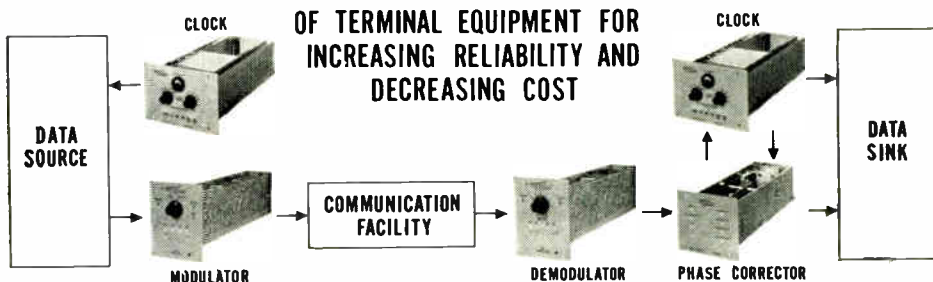 OF TERMINAL EQUIPMENT FOR
INCREASING RELIABILITY AND
DECREASING COST
CLOCK
CLOCK
DATA
SOURCE
DATA
SINK
COMMUNICATION
FACILITY
MODULATOR
DEMODULATOR
PHASE CORRECTOR